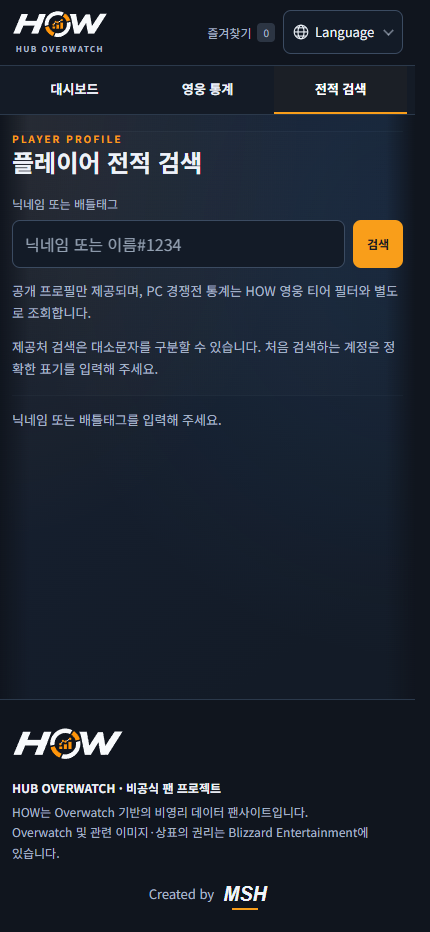 HOW
HUB OVERWATCH
즐겨찾기 0
Language
대시보드 영웅 통계 전적 검색
PLAYER PROFILE
플레이어 전적 검색
닉네임 또는 배틀태그
닉네임 또는 이름#1234 검색
공개 프로필만 제공되며, PC 경쟁전 통계는 HOW 영웅 티어 필터와 별도
로 조회합니다.
제공처 검색은 대소문자를 구분할 수 있습니다. 처음 검색하는 계정은 정
확한 표기를 입력해 주세요.
닉네임 또는 배틀태그를 입력해 주세요.
HOW
HUB OVERWATCH · 비공식 팬 프로젝트
HOW는 Overwatch 기반의 비영리 데이터 팬사이트입니다.
Overwatch 및 관련 이미지·상표의 권리는 Blizzard Entertainment에
있습니다.
Created by MSH